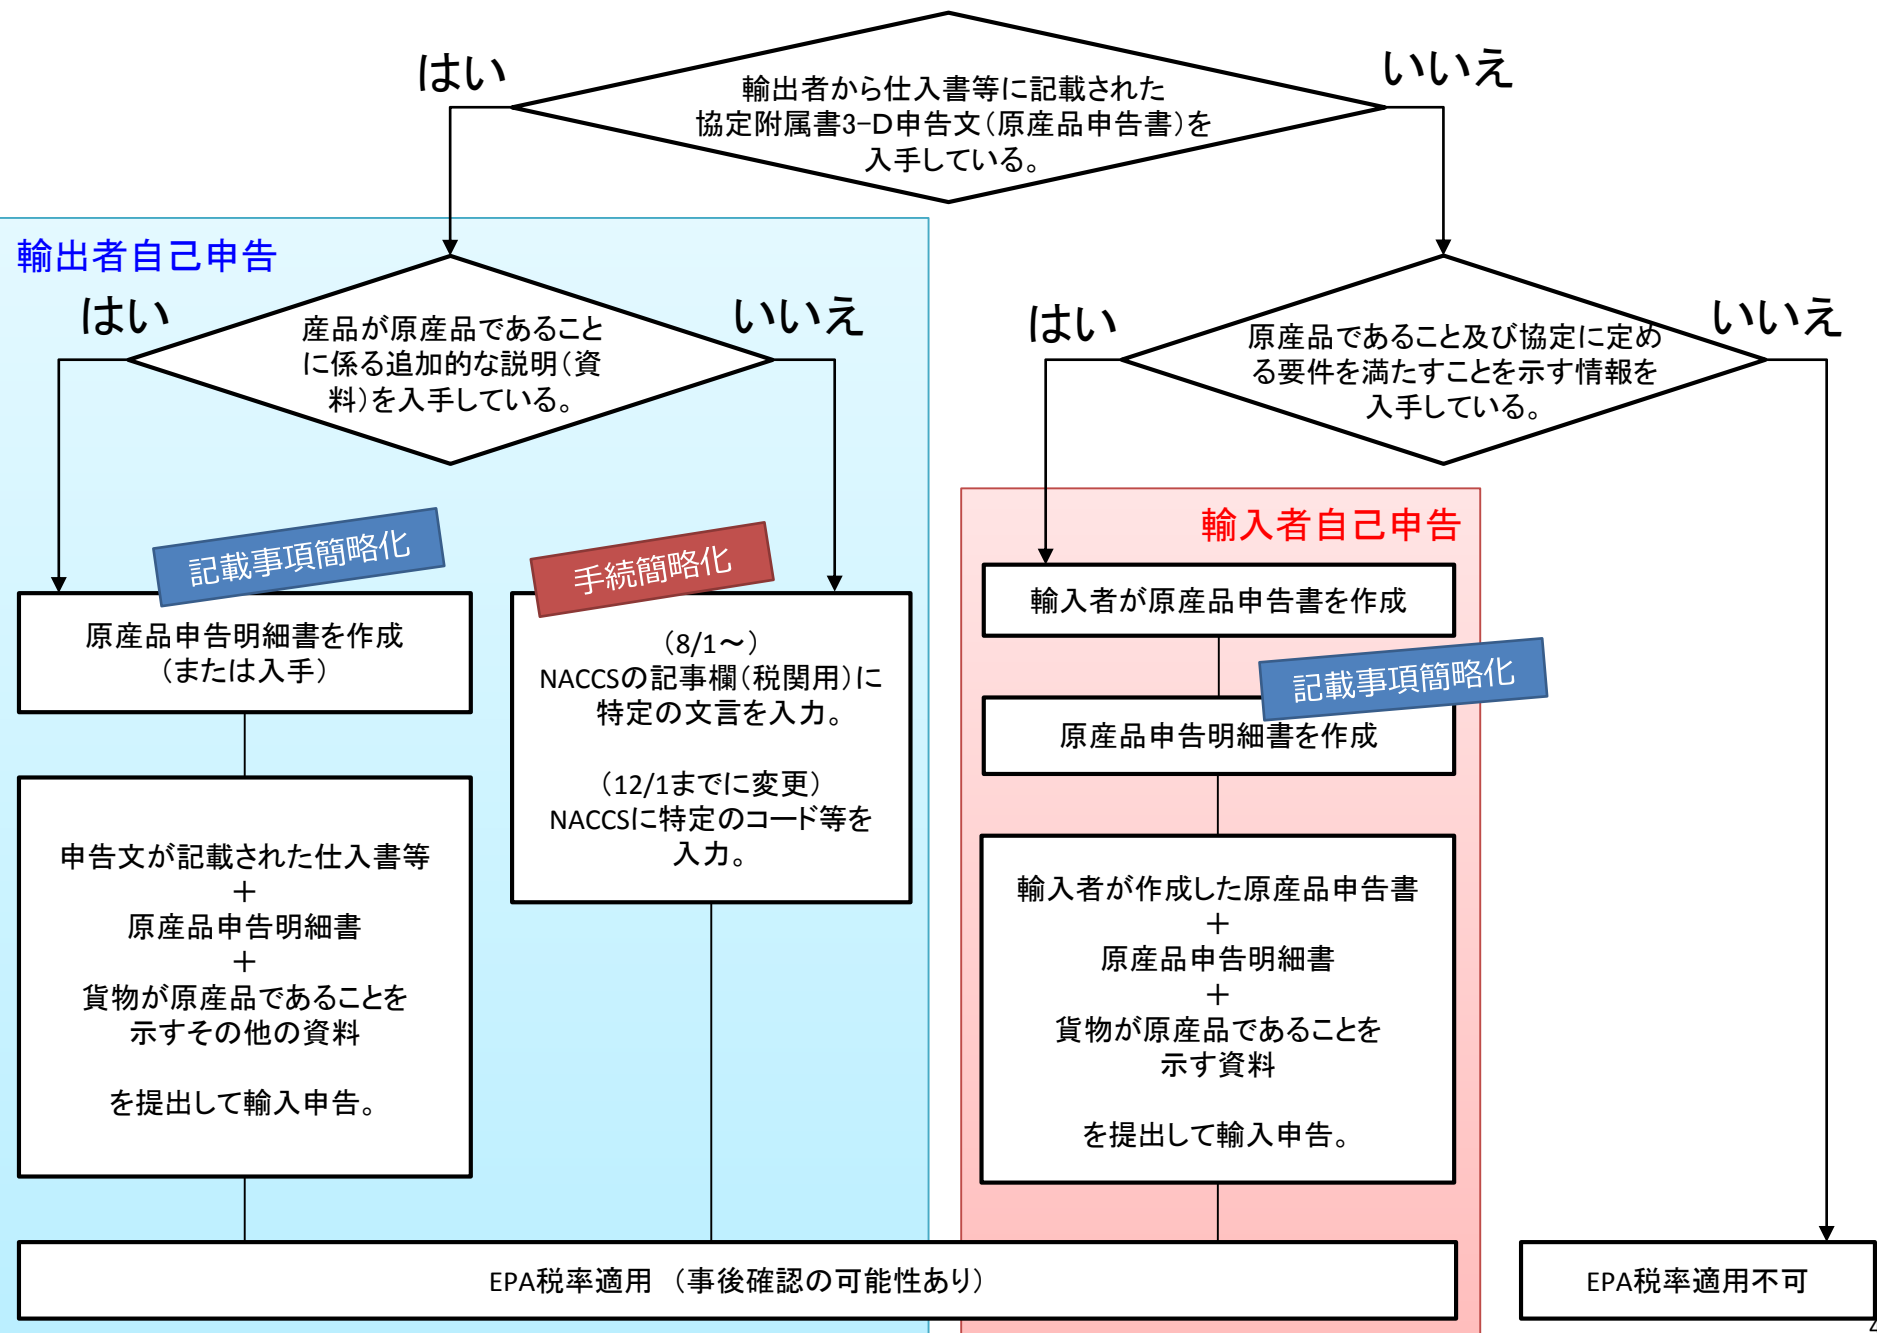 はい
いいえ
輸出者から仕入書等に記載された
協定附属書3-D申告文(原産品申告書)を
入手している。
輸出者自己申告
はい
いいえ
産品が原産品であること
に係る追加的な説明(資
料)を入手している。
はい
いいえ
原産品であること及び協定に定め
る要件を満たすことを示す情報を
入手している。
記載事項簡略化
原産品申告明細書を作成
(または入手)
申告文が記載された仕入書等
+
原産品申告明細書
+
貨物が原産品であることを
示すその他の資料
を提出して輸入申告。
手続簡略化
(8/1~)
NACCSの記事欄(税関用)に
特定の文言を入力。
(12/1までに変更)
NACCSに特定のコード等を
入力。
輸入者自己申告
輸入者が原産品申告書を作成
記載事項簡略化
原産品申告明細書を作成
輸入者が作成した原産品申告書
+
原産品申告明細書
+
貨物が原産品であることを
示す資料
を提出して輸入申告。
EPA税率適用 (事後確認の可能性あり)
EPA税率適用不可